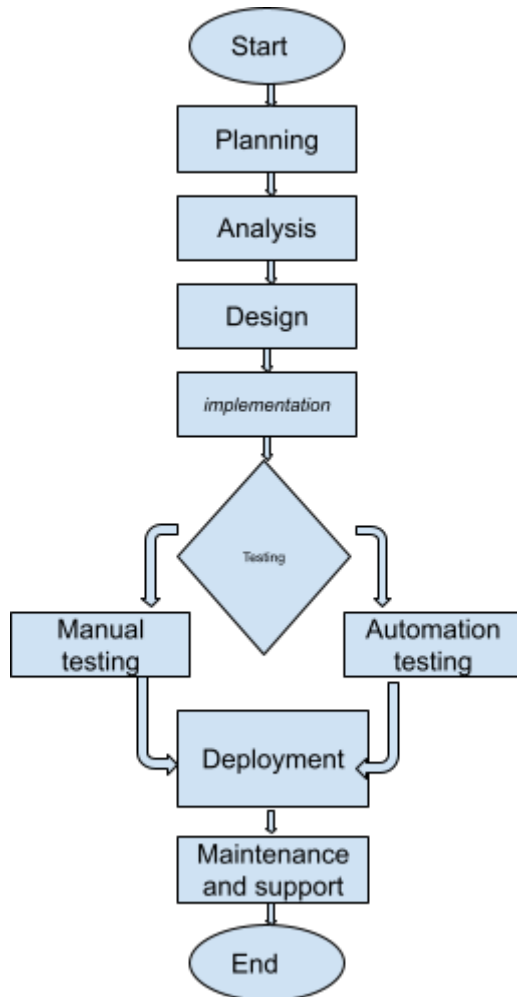 Start
Planning
Analysis
Design
implementation
Testing
Manual
testing
Automation
testing
Deployment
Maintenance
and support
End